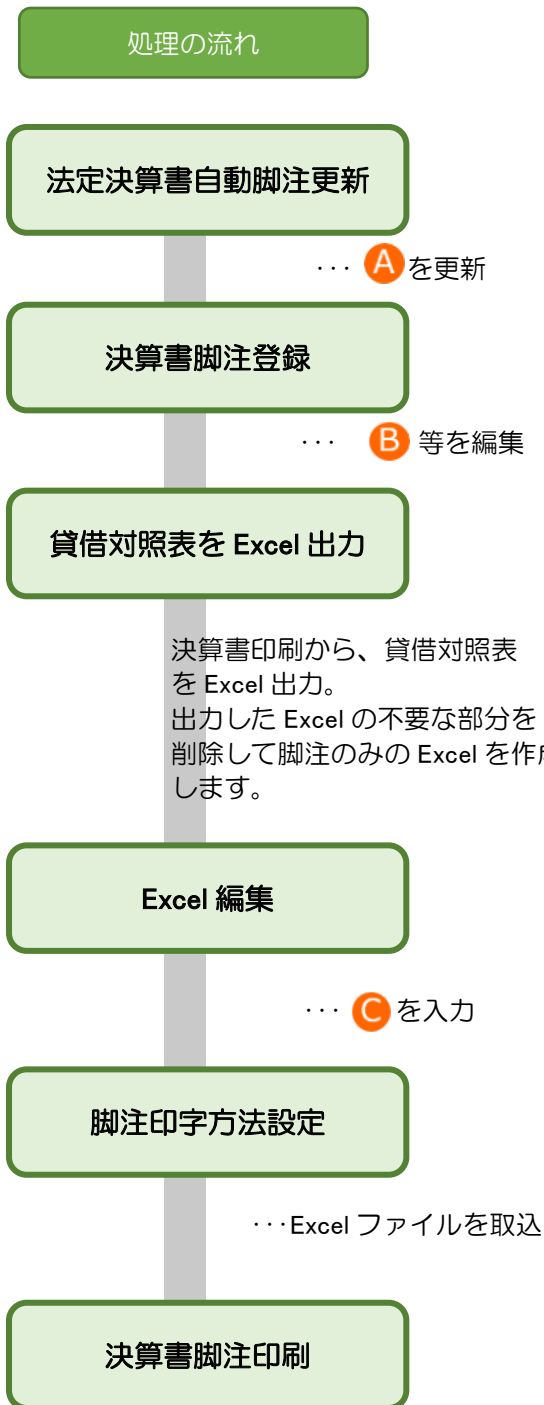 処理の流れ
法定決算書自動脚注更新
･･･ A を更新
決算書脚注登録
･･･ B 等を編集
貸借対照表を Excel 出力
決算書印刷から、貸借対照表
を Excel 出力。
出力した Excel の不要な部分を
削除して脚注のみの Excel を作成
します。
Excel 編集
･･･ C を入力
脚注印字方法設定
･･･Excel ファイルを取込
決算書脚注印刷